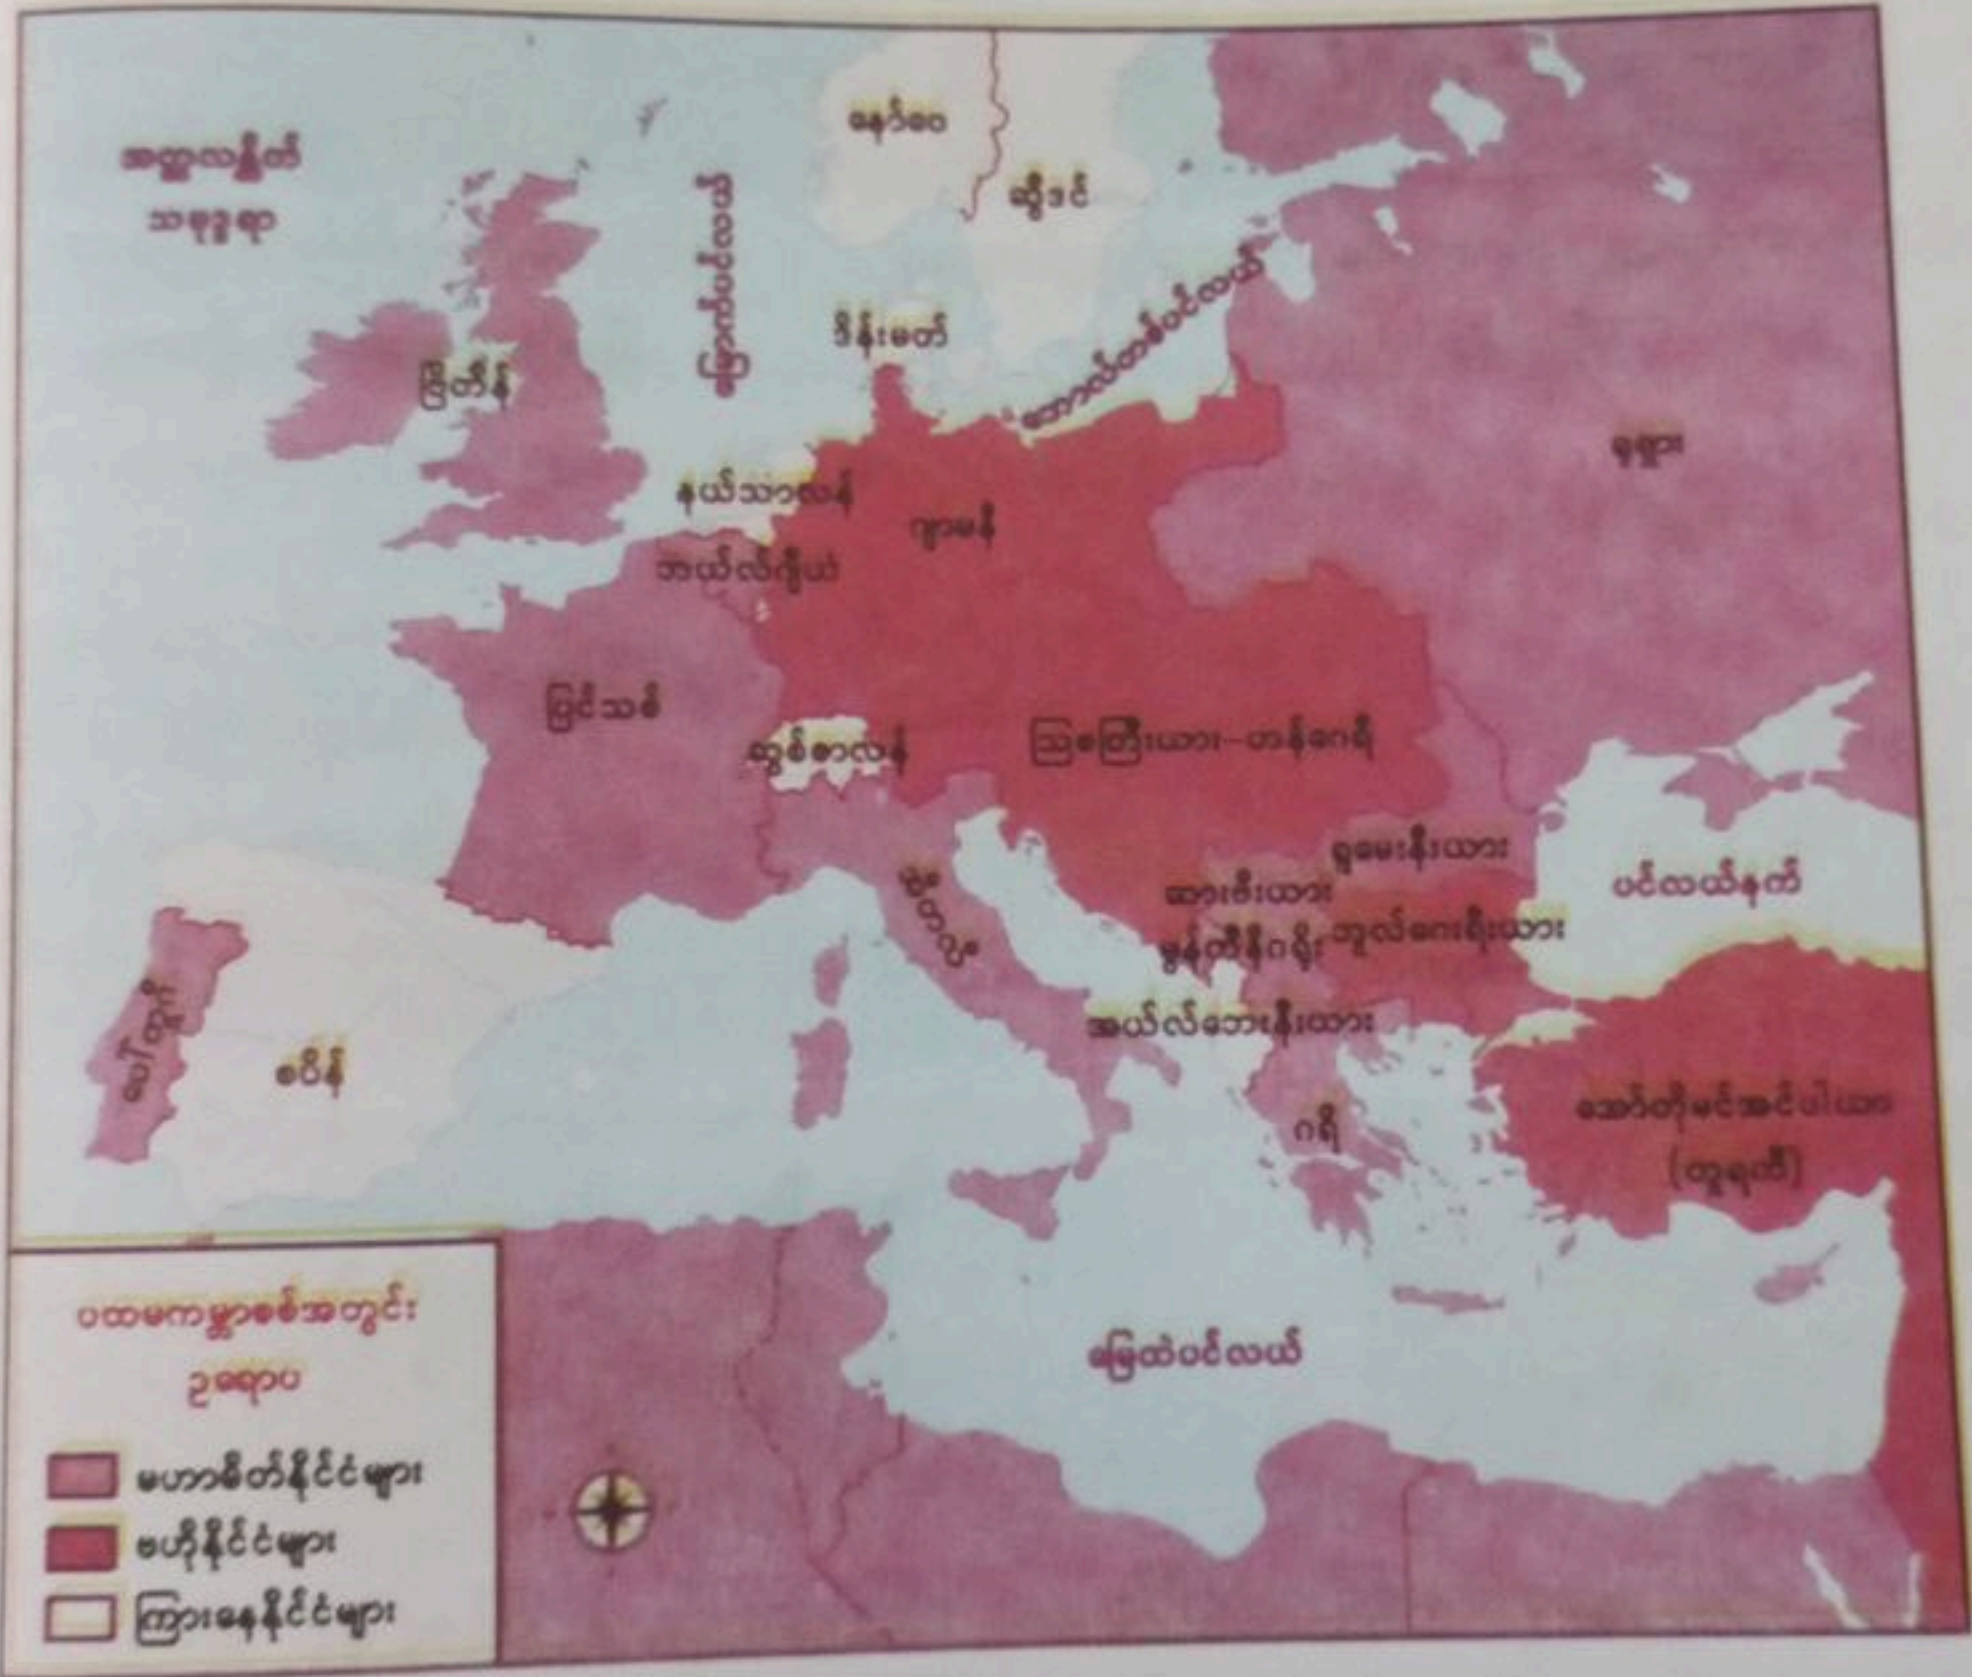 နော်ဝေ
အတ္တလန္တိတ်
သမုဒ္ဒရာ
ဆွီဒင်
မြောက်ပင်လယ်
ဘောလ်တစ်ပင်လယ်
ဒိန်းမတ်
ဗြိတိန်
ရုရှား
နယ်သာလန်
ဂျာမနီ
ဘယ်လ်ဂျီယံ
ပြင်သစ်
ဆွစ်ဇာလန်
ဩစတြီးယား-ဟန်ဂေရီ
ရူမေးနီးယား
ဆားဗီးယား
ပင်လယ်နက်
အီတလီ
မွန်တီနီဂရိုး
ဘူလ်ဂေးရီးယား
ပေါ်တူဂီ
အယ်လ်ဘေးနီးယား
စပိန်
ဂရိ
အော်တိုမင်အင်ပါယာ
(တူရကီ)
မြေထဲပင်လယ်
ပထမကမ္ဘာစစ်အတွင်း
ဥရောပ
မဟာမိတ်နိုင်ငံများ
ဗဟိုနိုင်ငံများ
ကြားနေနိုင်ငံများ